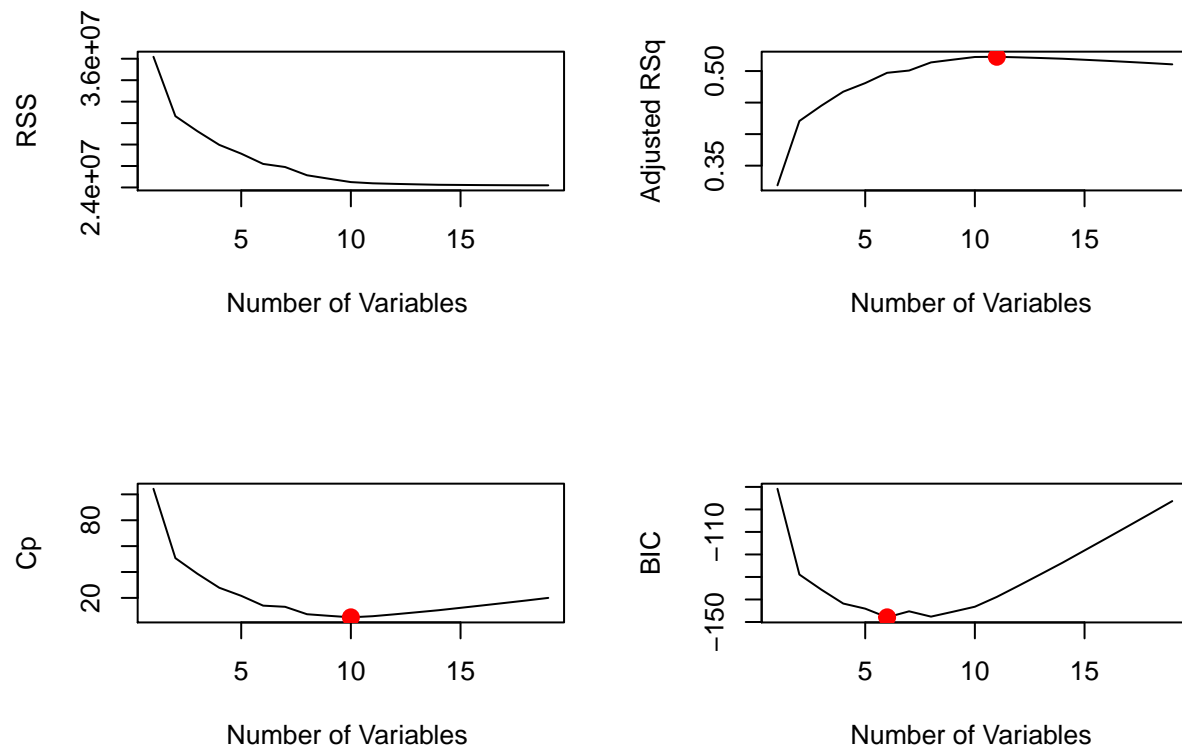 RSS
3.6e+07
2.4e+07
5 10 15
Number of Variables
Adjusted RSq
0.50
0.35
5 10 15
Number of Variables
Cp
80
20
5 10 15
Number of Variables
BIC
−110
−150
5 10 15
Number of Variables